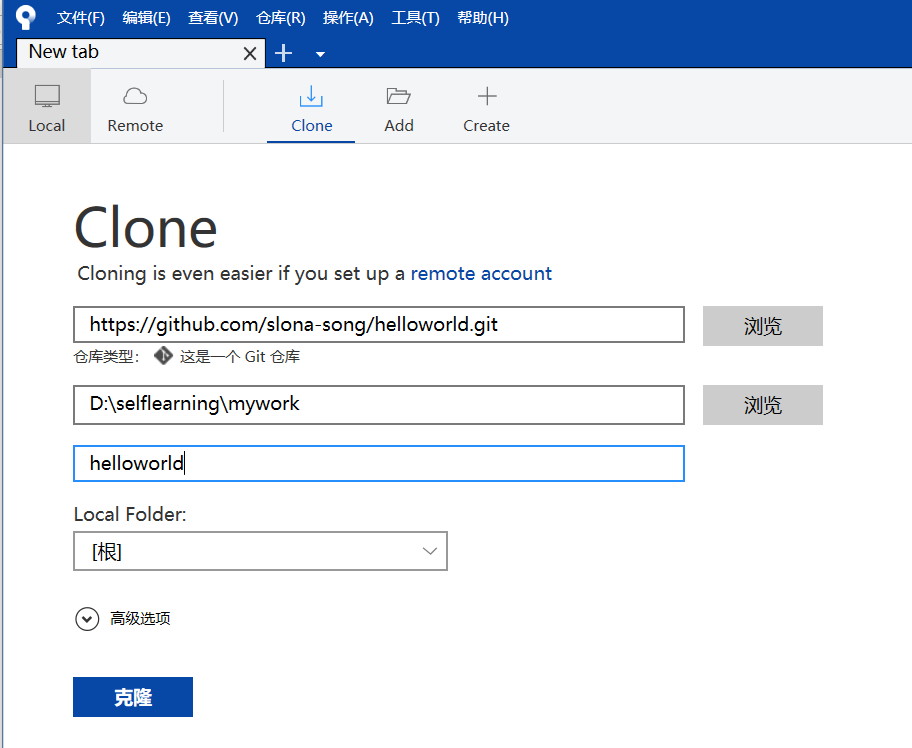 文件(F) 编辑(E) 查看(V) 仓库(R) 操作(A) 工具(T) 帮助(H)
New tab
Local Remote Clone Add Create
Clone
Cloning is even easier if you set up a remote account
https://github.com/slona-song/helloworld.git 浏览
仓库类型: 这是一个 Git 仓库
D:\selflearning\mywork 浏览
helloworld
Local Folder:
[根]
高级选项
克隆